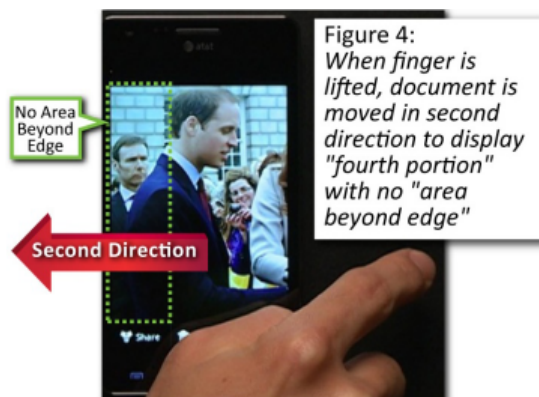 at&t
Figure 4:
When finger is
lifted, document is
moved in second
direction to display
"fourth portion"
with no "area
beyond edge"
No Area
Beyond
Edge
Second Direction
Share